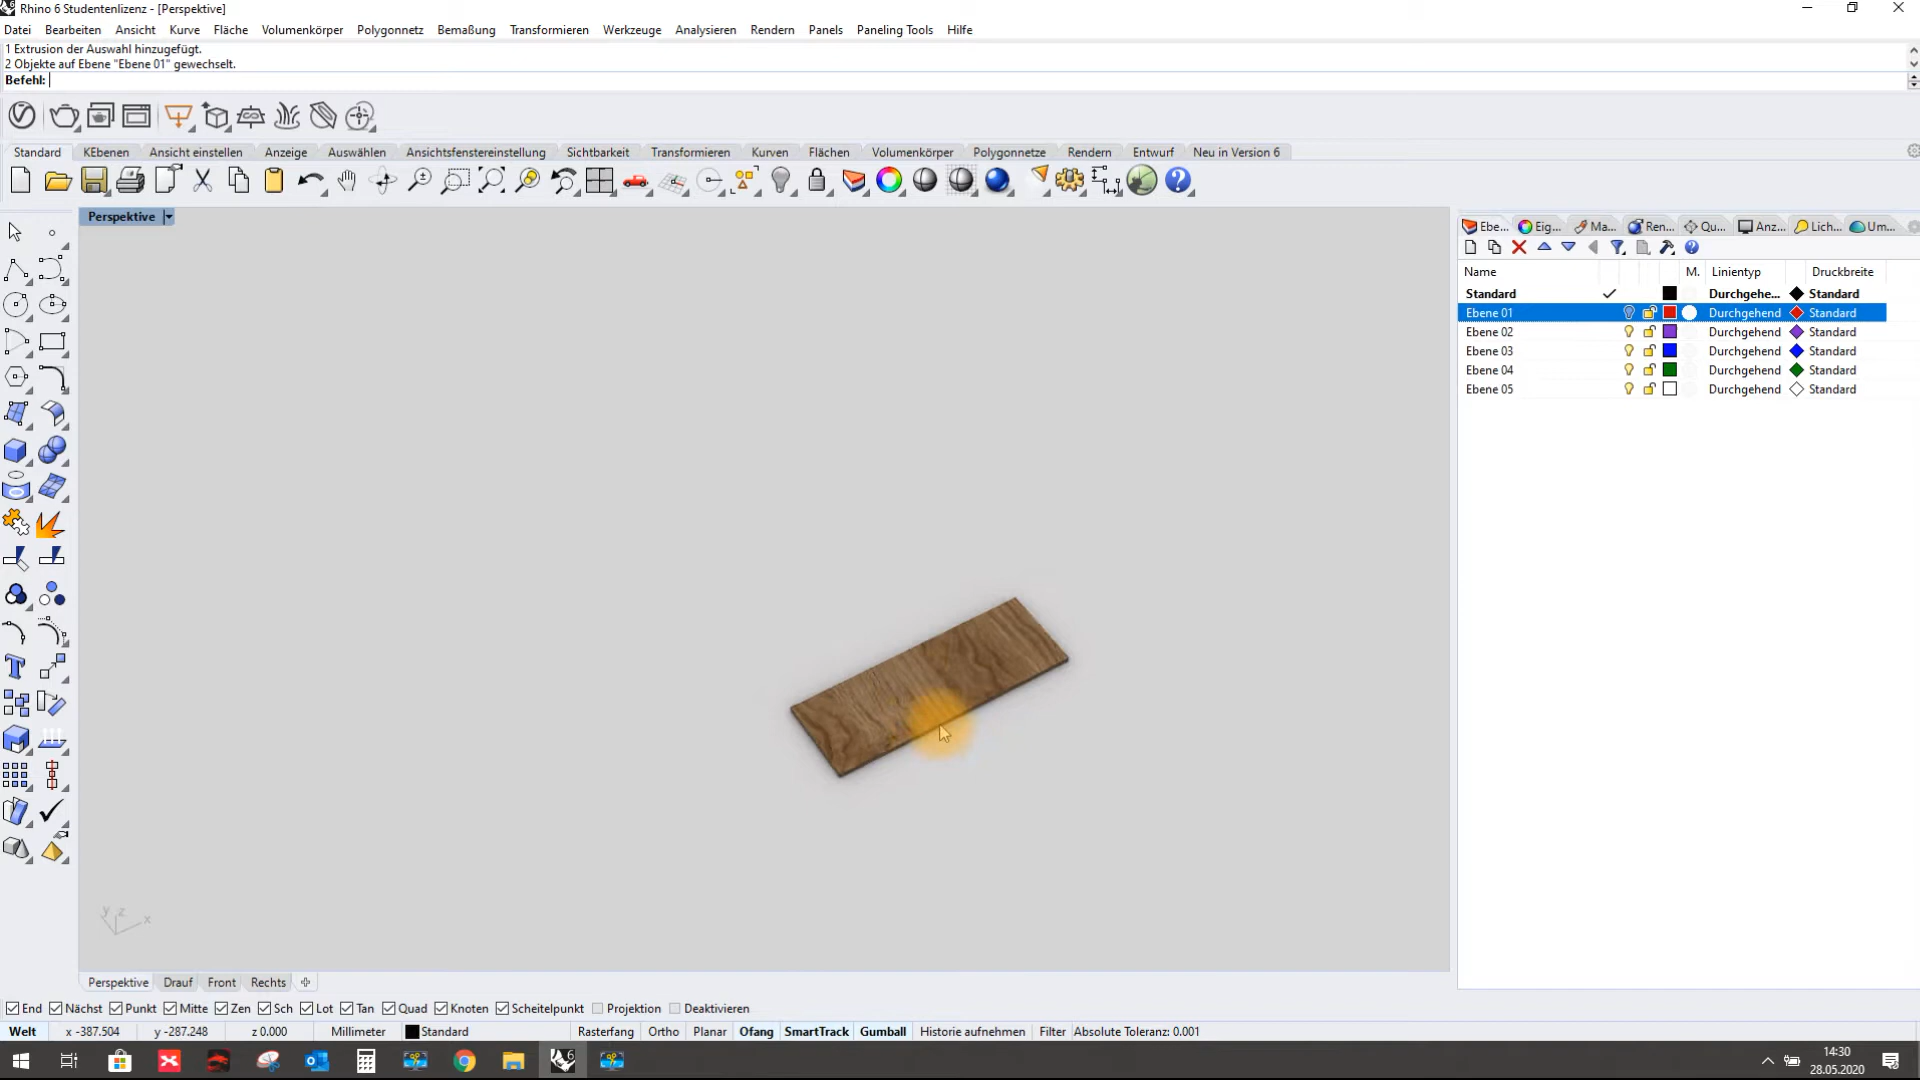 Rhino 6 Studentenlizenz - [Perspektive]
Datei Bearbeiten Ansicht Kurve Fläche Volumenkörper Polygonnetz Bemaßung Transformieren Werkzeuge Analysieren Rendern Panels Paneling Tools Hilfe
1 Extrusion der Auswahl hinzugefügt.
2 Objekte auf Ebene "Ebene 01" gewechselt.
Befehl:
Standard KEbenen Ansicht einstellen Anzeige Auswählen Ansichtsfenstereinstellung Sichtbarkeit Transformieren Kurven Flächen Volumenkörper Polygonnetze Rendern Entwurf Neu in Version 6
Perspektive
Ebe... Eig... Ma... Ren... Qu... Anz... Lich... Um...
Name M. Linientyp Druckbreite
Standard Durchgehe... Standard
Ebene 01 Durchgehend Standard
Ebene 02 Durchgehend Standard
Ebene 03 Durchgehend Standard
Ebene 04 Durchgehend Standard
Ebene 05 Durchgehend Standard
y z x
Perspektive Drauf Front Rechts
End Nächst Punkt Mitte Zen Sch Lot Tan Quad Knoten Scheitelpunkt Projektion Deaktivieren
Welt x -387.504 y -287.248 z 0.000 Millimeter Standard Rasterfang Ortho Planar Ofang SmartTrack Gumball Historie aufnehmen Filter Absolute Toleranz: 0.001
14:30
28.05.2020